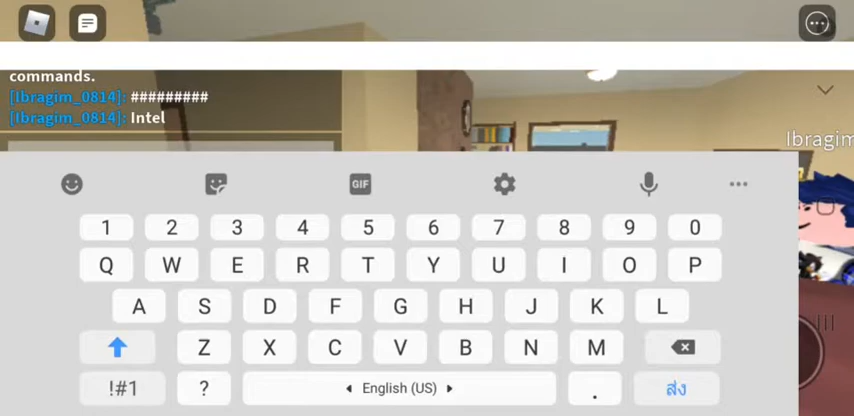 commands.
[Ibragim_0814]: #########
[Ibragim_0814]: Intel
Ibragim
GIF
1 2 3 4 5 6 7 8 9 0
Q W E R T Y U I O P
A S D F G H J K L
Z X C V B N M
!#1 ? English (US) . ส่ง